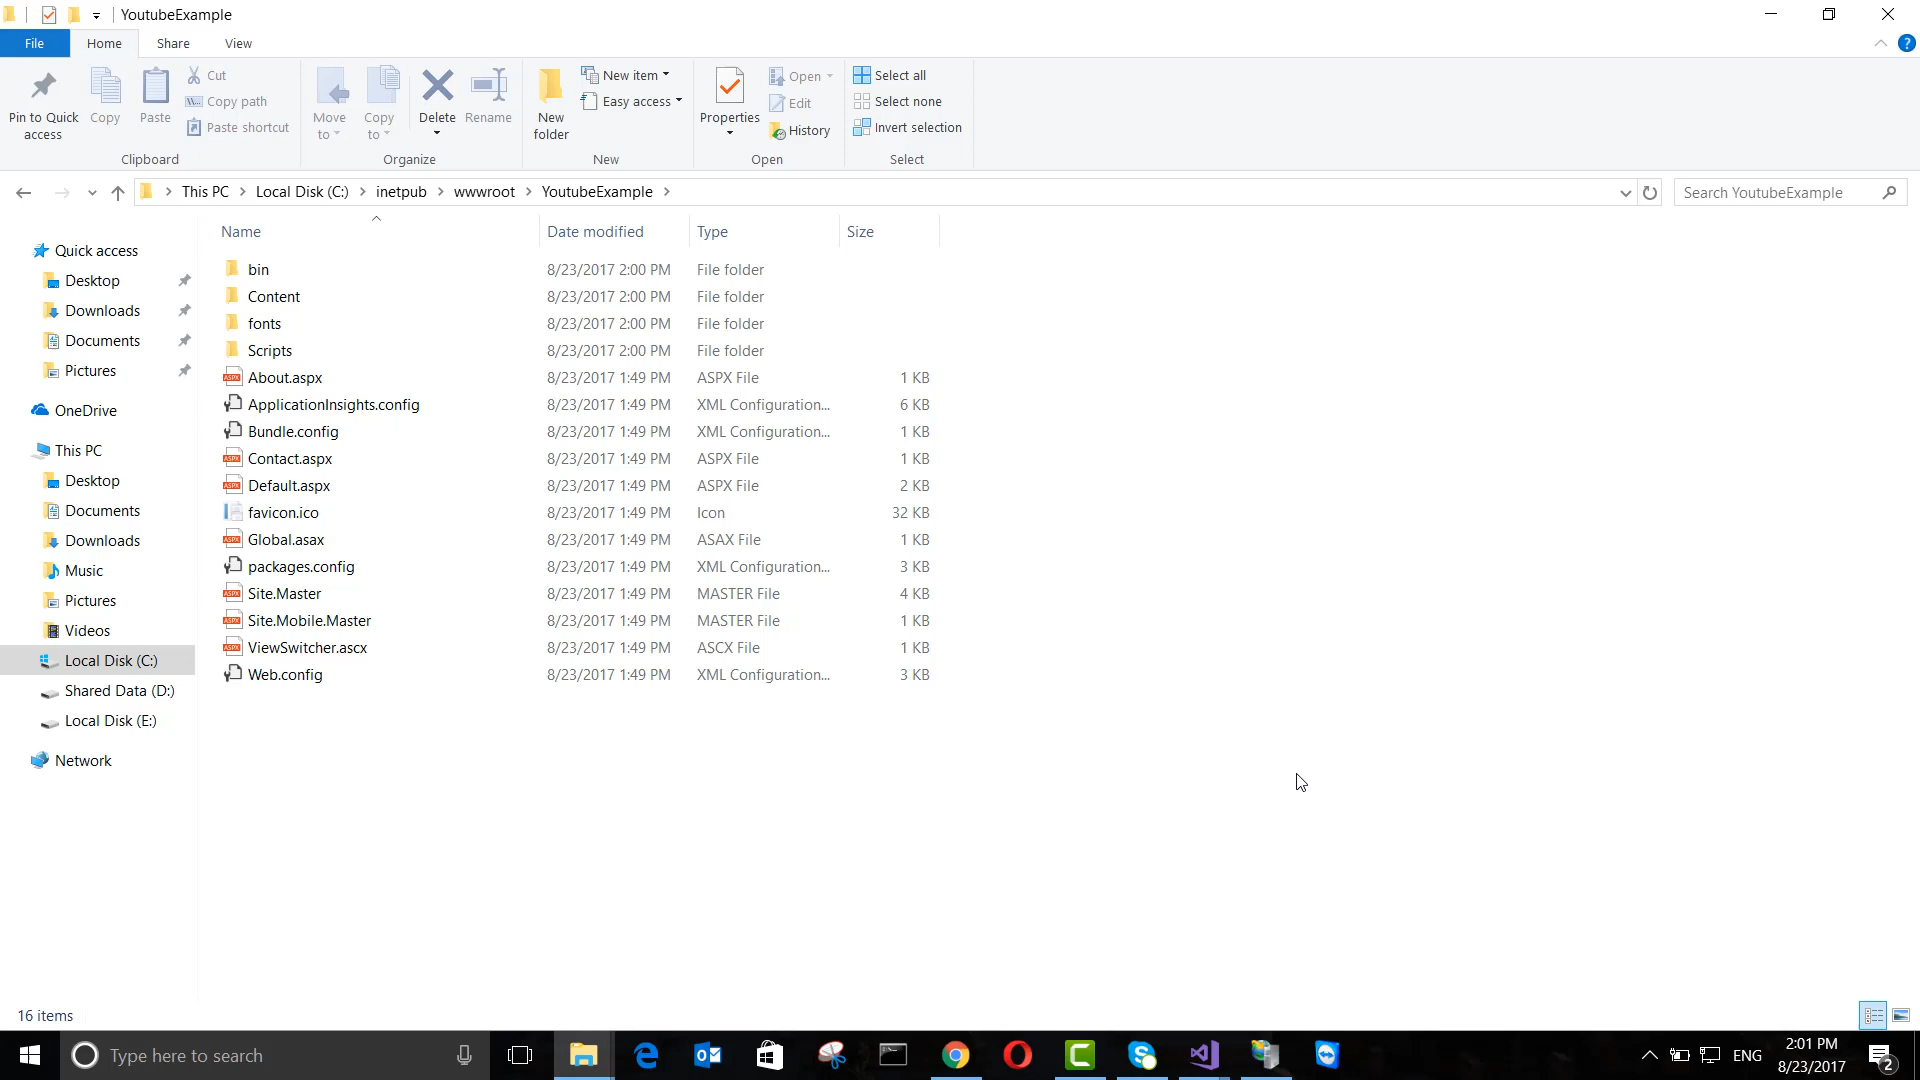 YoutubeExample
File Home Share View
Pin to Quick access
Copy
Paste
Cut
Copy path
Paste shortcut
Clipboard
Move to
Copy to
Delete
Rename
Organize
New folder
New item
Easy access
New
Properties
Open
Edit
History
Open
Select all
Select none
Invert selection
Select
This PC Local Disk (C:) inetpub wwwroot YoutubeExample
Search YoutubeExample
Quick access
Desktop
Downloads
Documents
Pictures
OneDrive
This PC
Desktop
Documents
Downloads
Music
Pictures
Videos
Local Disk (C:)
Shared Data (D:)
Local Disk (E:)
Network
Name Date modified Type Size
bin 8/23/2017 2:00 PM File folder
Content 8/23/2017 2:00 PM File folder
fonts 8/23/2017 2:00 PM File folder
Scripts 8/23/2017 2:00 PM File folder
About.aspx 8/23/2017 1:49 PM ASPX File 1 KB
ApplicationInsights.config 8/23/2017 1:49 PM XML Configuration... 6 KB
Bundle.config 8/23/2017 1:49 PM XML Configuration... 1 KB
Contact.aspx 8/23/2017 1:49 PM ASPX File 1 KB
Default.aspx 8/23/2017 1:49 PM ASPX File 2 KB
favicon.ico 8/23/2017 1:49 PM Icon 32 KB
Global.asax 8/23/2017 1:49 PM ASAX File 1 KB
packages.config 8/23/2017 1:49 PM XML Configuration... 3 KB
Site.Master 8/23/2017 1:49 PM MASTER File 4 KB
Site.Mobile.Master 8/23/2017 1:49 PM MASTER File 1 KB
ViewSwitcher.ascx 8/23/2017 1:49 PM ASCX File 1 KB
Web.config 8/23/2017 1:49 PM XML Configuration... 3 KB
16 items
Type here to search
ENG
2:01 PM
8/23/2017
2